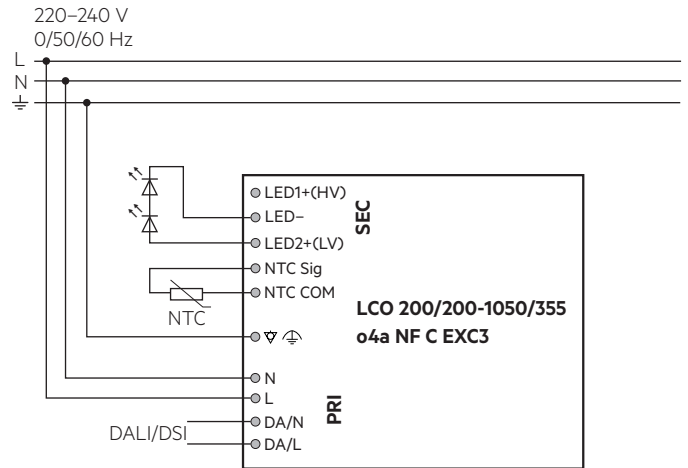 220–240 V
0/50/60 Hz
L
N
LED1+(HV)
LED–
SEC
LED2+(LV)
NTC Sig
NTC COM
NTC
LCO 200/200-1050/355
o4a NF C EXC3
N
L
PRI
DA/N
DALI/DSI
DA/L